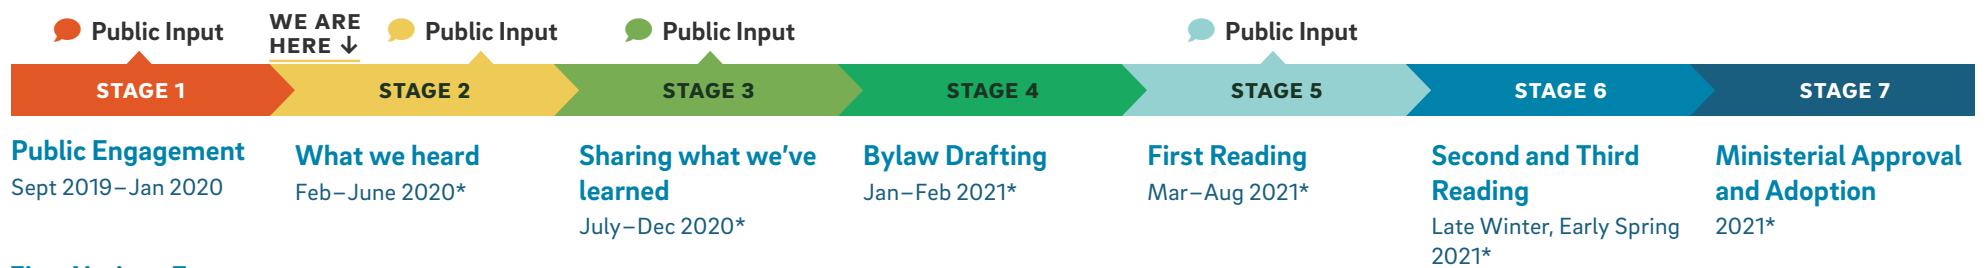 Public Input
WE ARE
HERE ↓
Public Input
Public Input
Public Input
STAGE 1
STAGE 2
STAGE 3
STAGE 4
STAGE 5
STAGE 6
STAGE 7
Public Engagement
Sept 2019–Jan 2020
What we heard
Feb–June 2020*
Sharing what we’ve
learned
July–Dec 2020*
Bylaw Drafting
Jan–Feb 2021*
First Reading
Mar–Aug 2021*
Second and Third
Reading
Late Winter, Early Spring
2021*
Ministerial Approval
and Adoption
2021*